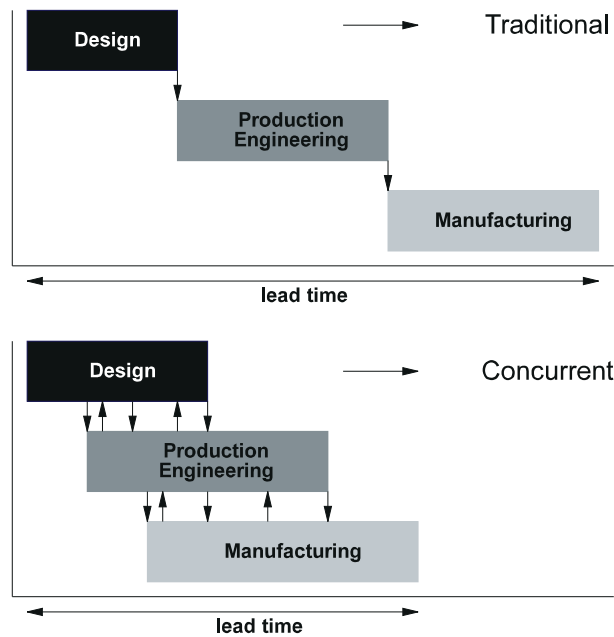 Design
Traditional
Production
Engineering
Manufacturing
lead time
Design
Concurrent
Production
Engineering
Manufacturing
lead time